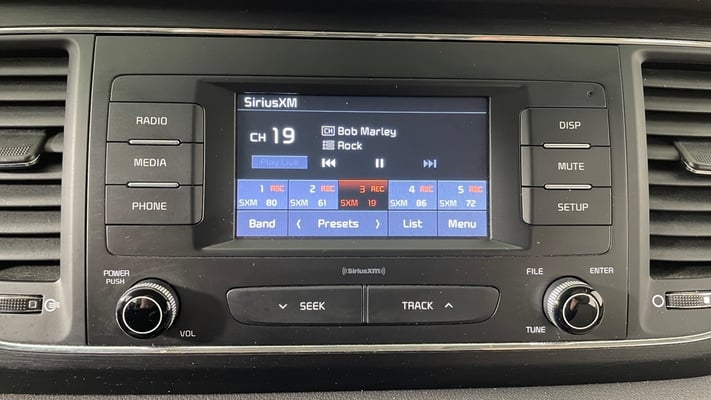 SiriusXM
CH 19
CH Bob Marley
Rock
Play Live
1 REC 2 REC 3 REC 4 REC 5 REC
SXM 80 SXM 61 SXM 19 SXM 86 SXM 72
Band Presets List Menu
RADIO
MEDIA
PHONE
DISP
MUTE
SETUP
((SiriusXM))
POWER
PUSH
VOL
SEEK
TRACK
FILE
ENTER
TUNE